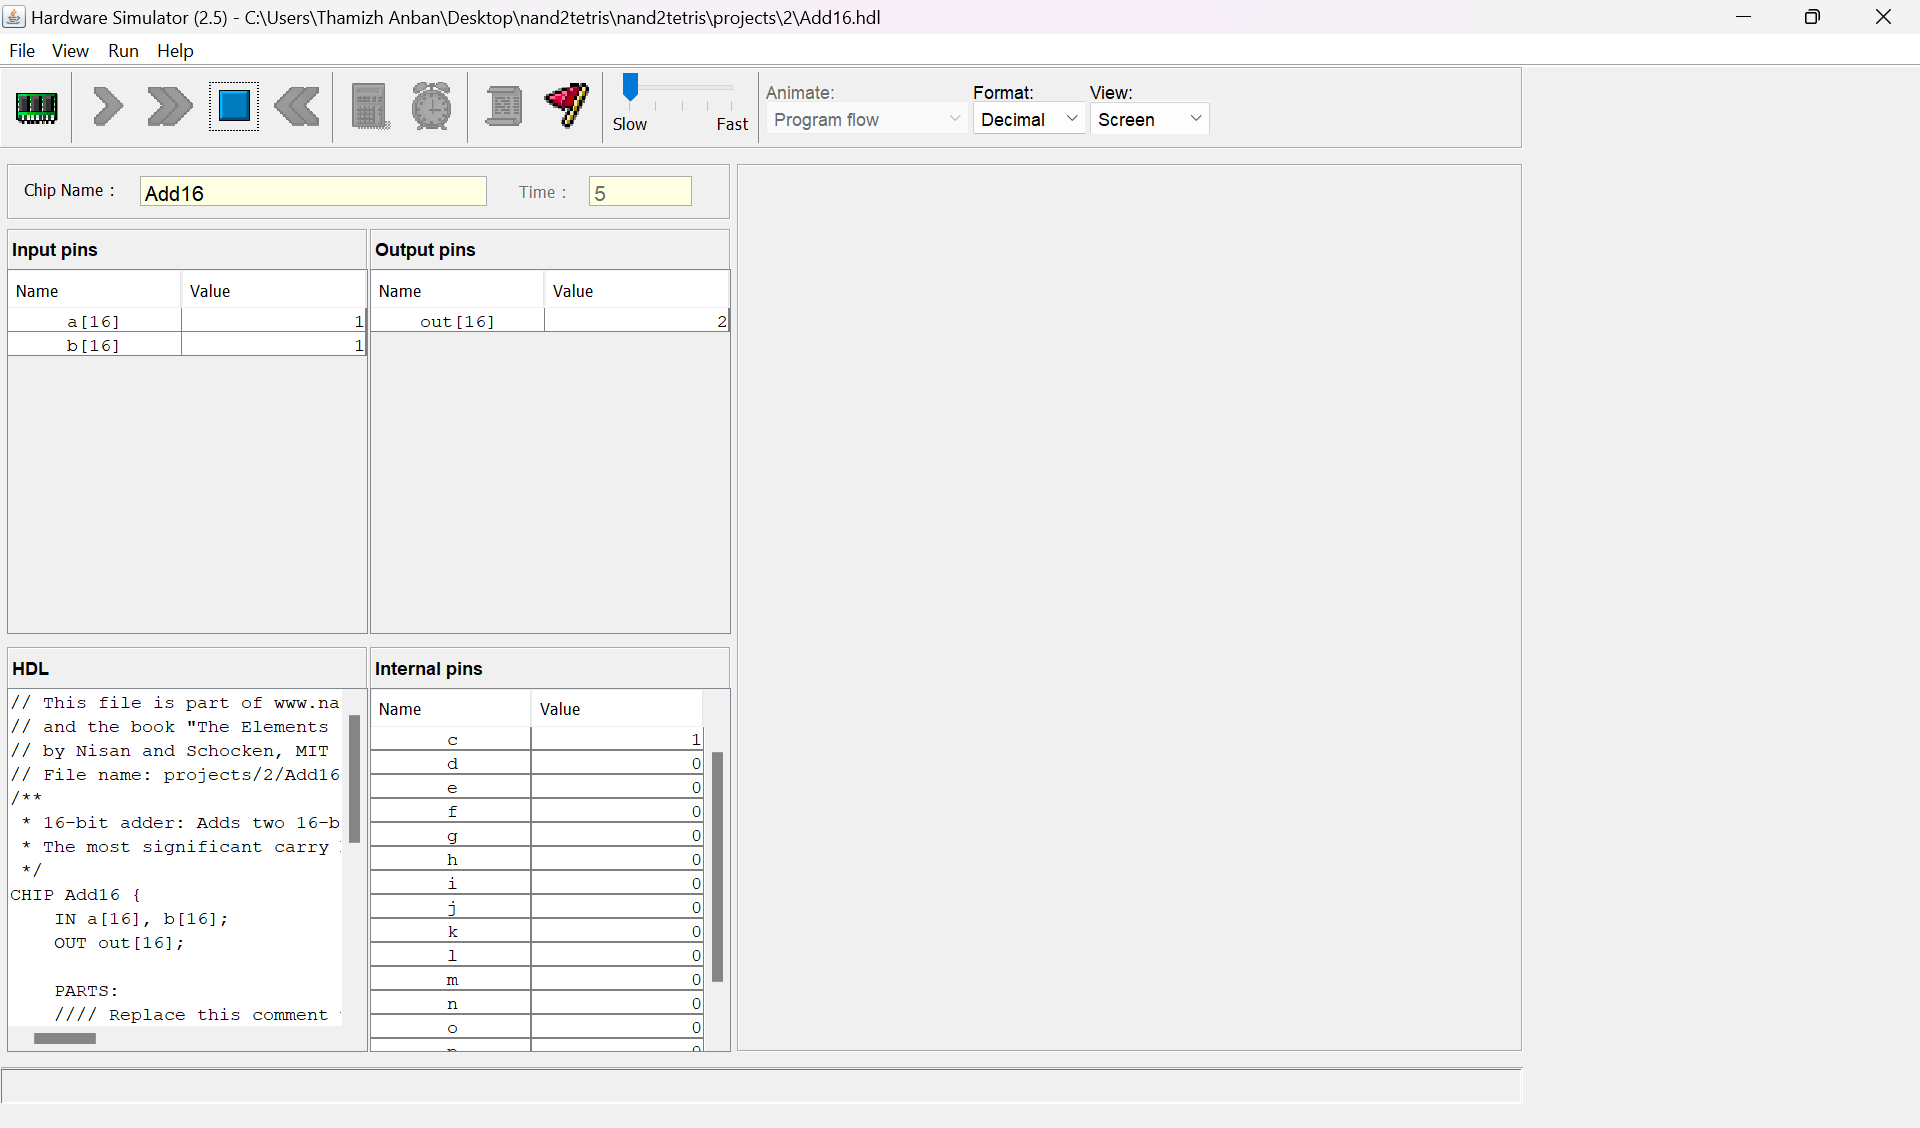 Hardware Simulator (2.5) - C:\Users\Thamizh Anban\Desktop\nand2tetris\nand2tetris\projects\2\Add16.hdl
File View Run Help
Slow Fast
Animate: Format: View:
Program flow Decimal Screen
Chip Name : Add16 Time : 5
Input pins
Name Value
a[16] 1
b[16] 1
Output pins
Name Value
out[16] 2
HDL
// This file is part of www.na
// and the book "The Elements
// by Nisan and Schocken, MIT
// File name: projects/2/Add16
/**
* 16-bit adder: Adds two 16-b
* The most significant carry
*/
CHIP Add16 {
IN a[16], b[16];
OUT out[16];
PARTS:
//// Replace this comment
Internal pins
Name Value
c 1
d 0
e 0
f 0
g 0
h 0
i 0
j 0
k 0
l 0
m 0
n 0
o 0